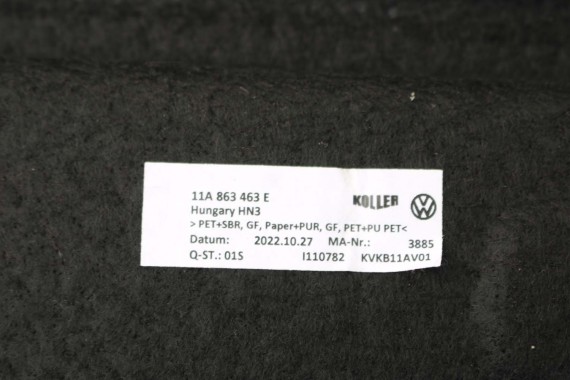 11A 863 463 E KOLLER
Hungary HN3
> PET+SBR, GF, Paper+PUR, GF, PET+PU PET<
Datum: 2022.10.27 MA-Nr.: 3885
Q-ST.: 01S I110782 KVKB11AV01